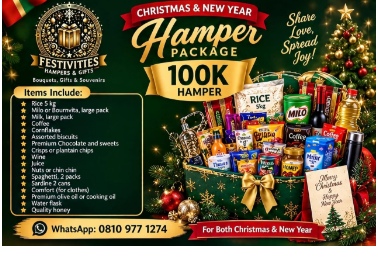 FESTIVITIES
HAMPERS & GIFTS
Bouquets, Gifts & Souvenirs
CHRISTMAS & NEW YEAR
Hamper
PACKAGE
100K
HAMPER
Share
Love,
Spread
Joy!
Items Include:
Rice 5 kg
Milo or Bournvita, large pack
Milk, large pack
Coffee
Cornflakes
Assorted biscuits
Premium Chocolate and sweets
Crisps or plantain chips
Wine
Juice
Nuts or chin chin
Spaghetti, 2 packs
Sardine 2 cans
Comfort (for clothes)
Premium olive oil or cooking oil
Water flask
Quality honey
RICE
5kg
MILO
Coffee
Merry
Christmas
&
Happy
New Year
WhatsApp: 0810 977 1274
For Both Christmas & New Year